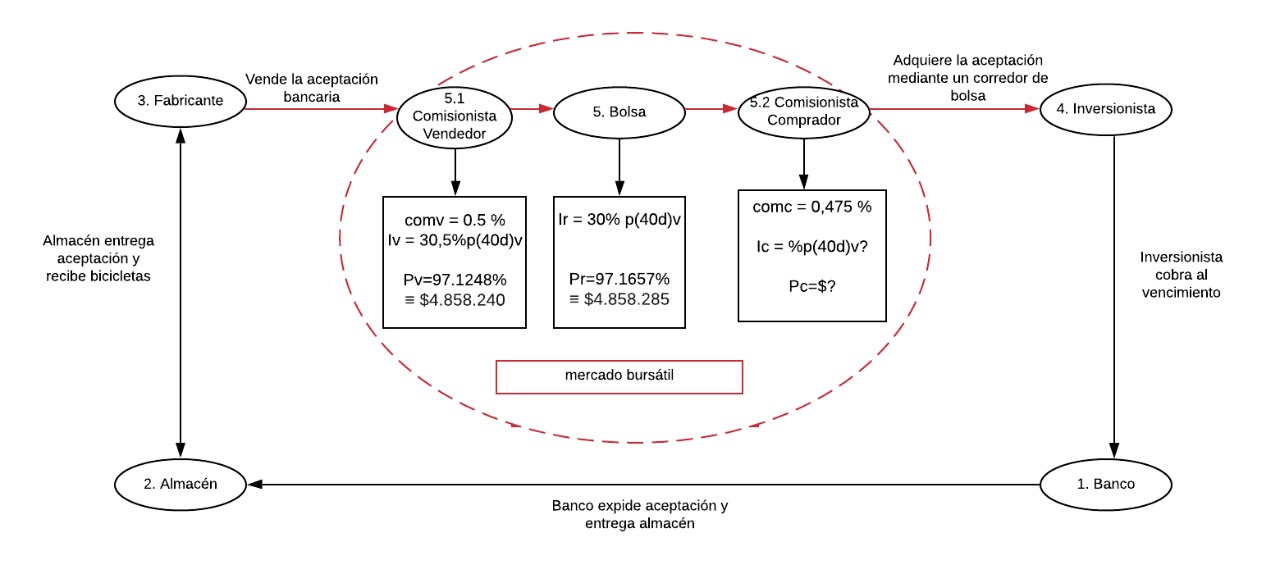 Vende la aceptación
bancaria
Adquiere la aceptación
mediante un corredor de
bolsa
3. Fabricante
5.1
Comisionista
Vendedor
5. Bolsa
5.2 Comisionista
Comprador
4. Inversionista
comv = 0.5 %
Iv = 30,5%p(40d)v
Pv=97.1248%
≡ $4.858.240
Ir = 30% p(40d)v
Pr=97.1657%
≡ $4.858.285
comc = 0,475 %
Ic = %p(40d)v?
Pc=$?
Almacén entrega
aceptación y
recibe bicicletas
Inversionista
cobra al
vencimiento
mercado bursátil
2. Almacén
1. Banco
Banco expide aceptación y
entrega almacén